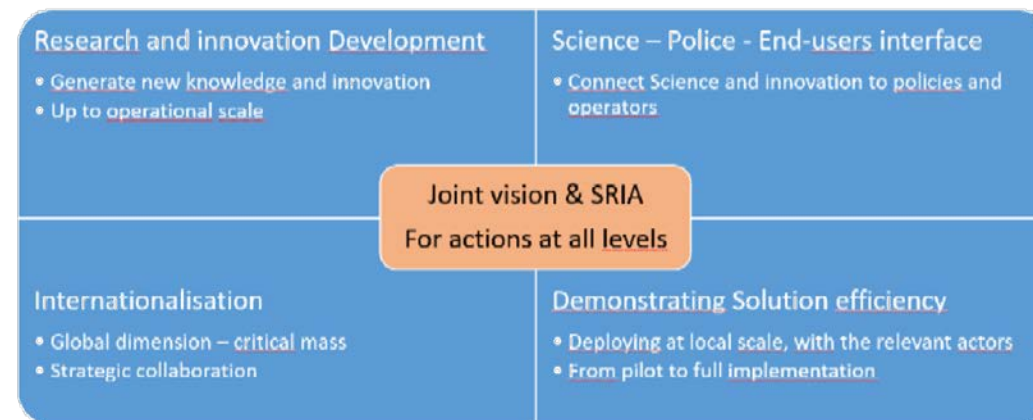 Research and innovation Development
• Generate new knowledge and innovation
• Up to operational scale
Science – Police - End-users interface
• Connect Science and innovation to policies and
operators
Joint vision & SRIA
For actions at all levels
Internationalisation
• Global dimension – critical mass
• Strategic collaboration
Demonstrating Solution efficiency
• Deploying at local scale, with the relevant actors
• From pilot to full implementation